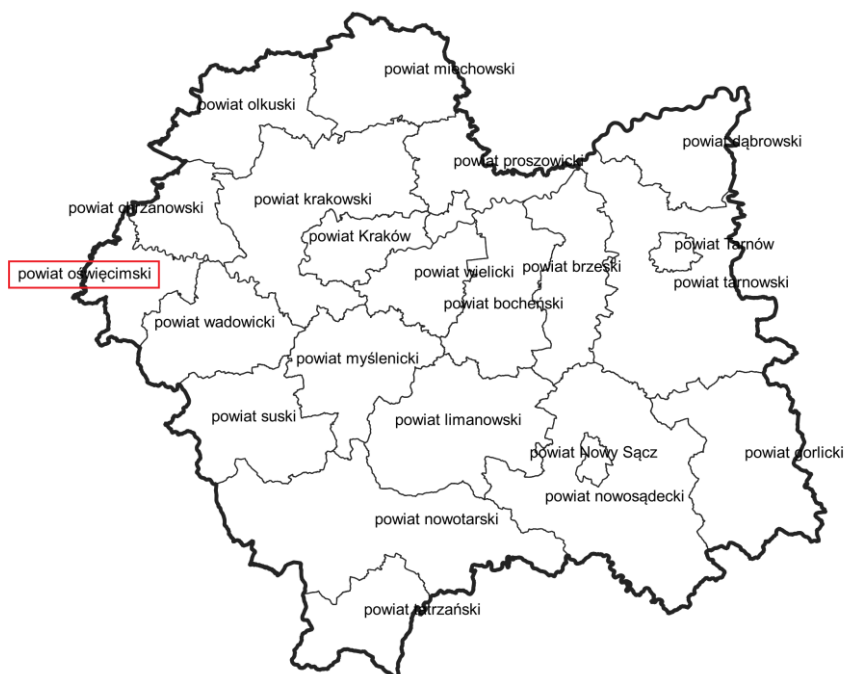 powiat miechowski
powiat olkuski
powiat dąbrowski
powiat proszowicki
powiat krakowski
powiat chrzanowski
powiat Kraków
powiat Tarnów
powiat oświęcimski
powiat wielicki
powiat brzeski
powiat tarnowski
powiat bocheński
powiat wadowicki
powiat myślenicki
powiat suski
powiat limanowski
powiat Nowy Sącz
powiat gorlicki
powiat nowosądecki
powiat nowotarski
powiat tatrzański